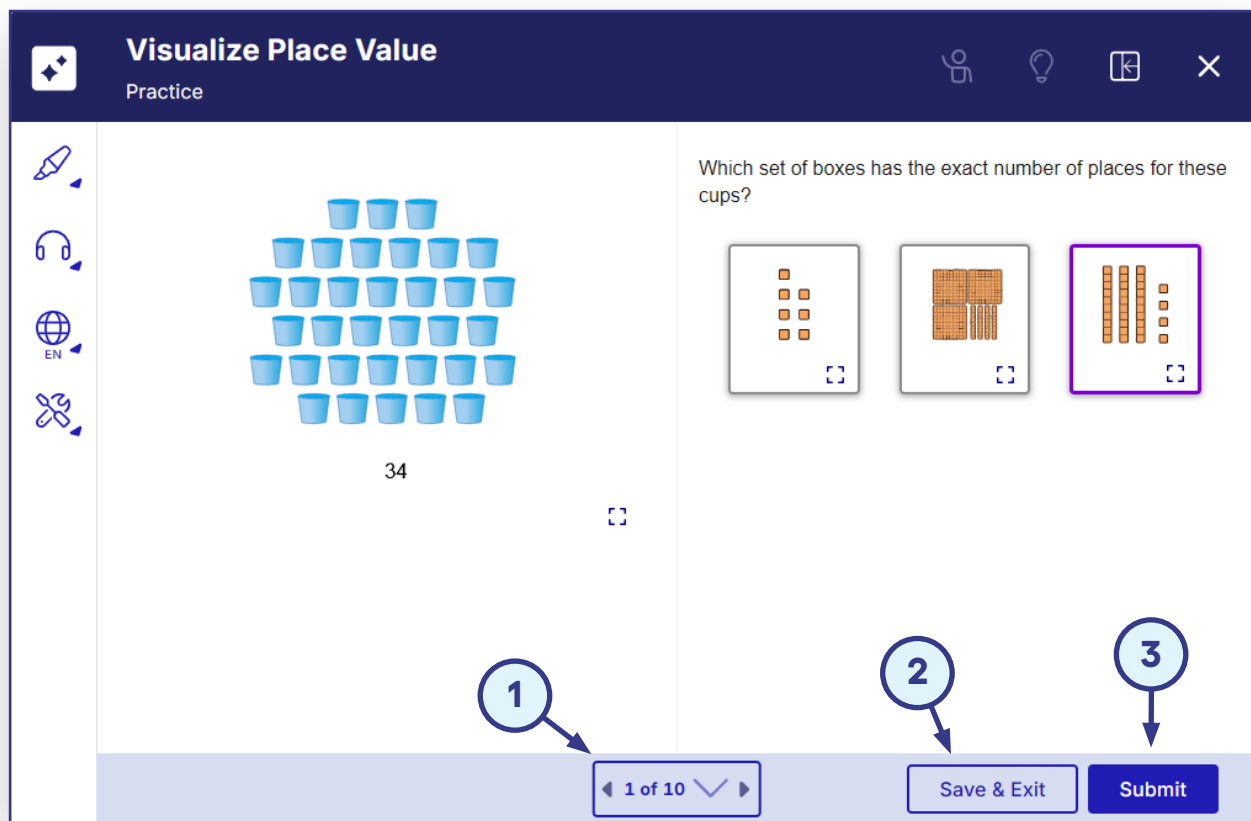 Visualize Place Value
Practice
EN
34
Which set of boxes has the exact number of places for these
cups?
1
2
3
1 of 10
Save & Exit
Submit